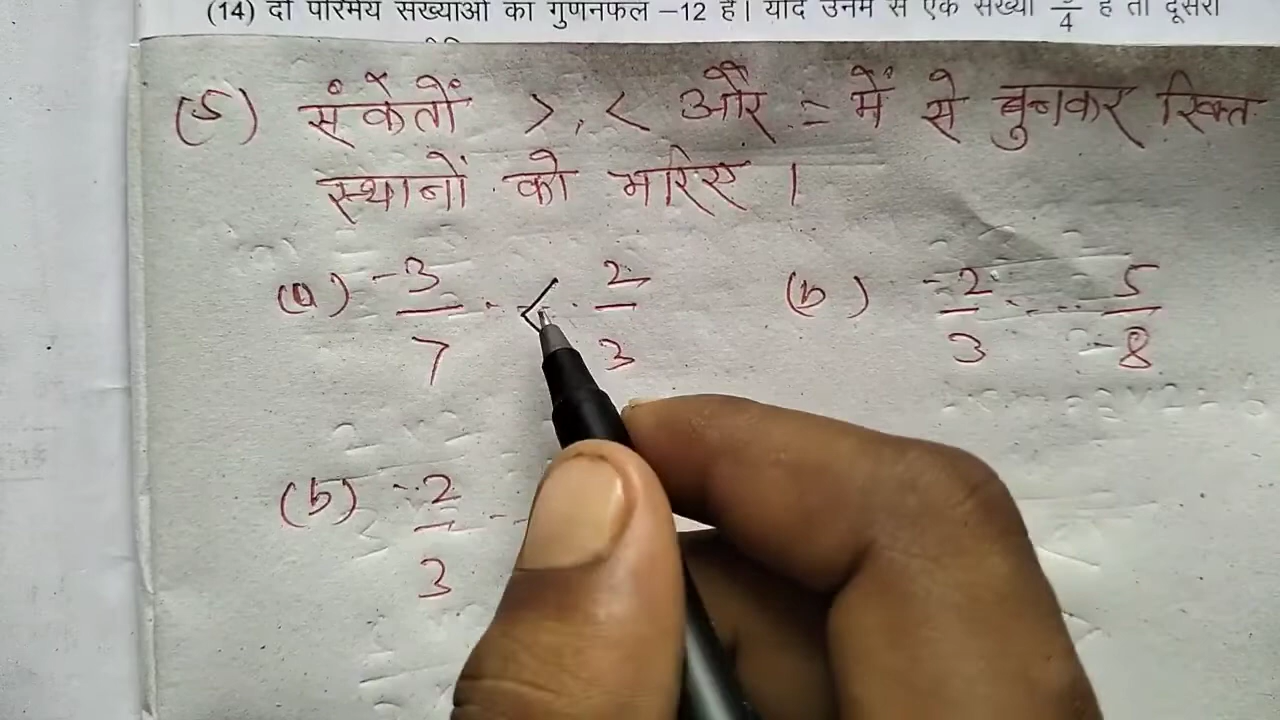 (14) दो परिमेय संख्याओं का गुणनफल –12 है। यदि उनमें से एक संख्या /4 है तो दूसरी
(5) संकेतों >, < और = में से चुनकर रिक्त
स्थानों को भरिए ।
(a) -3/7 . < . 2/3 (b) -2/3 - - - 5/-8
(b) -2/3 - -